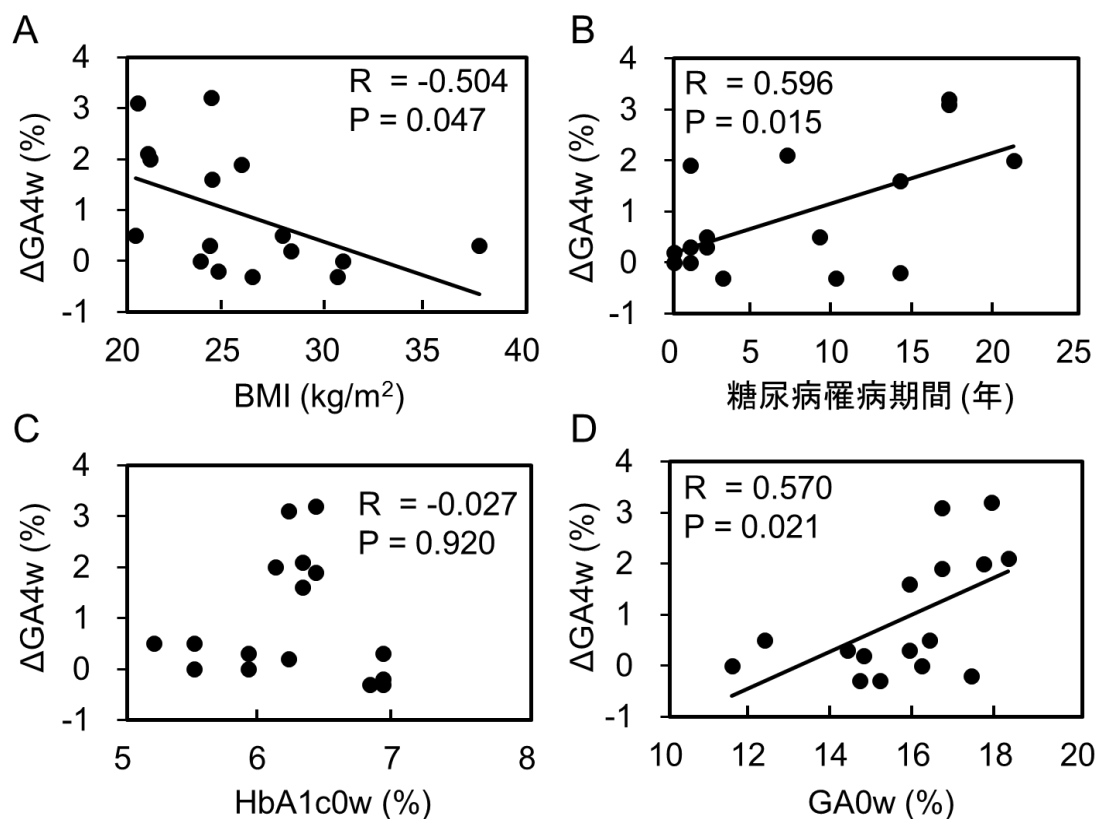 A
4
3
2
1
0
-1
ΔGA4w (%)
R = -0.504
P = 0.047
20 25 30 35 40
BMI (kg/m²)
B
4
3
2
1
0
-1
ΔGA4w (%)
R = 0.596
P = 0.015
0 5 10 15 20 25
糖尿病罹病期間 (年)
C
4
3
2
1
0
-1
ΔGA4w (%)
R = -0.027
P = 0.920
5 6 7 8
HbA1c0w (%)
D
4
3
2
1
0
-1
ΔGA4w (%)
R = 0.570
P = 0.021
10 12 14 16 18 20
GA0w (%)